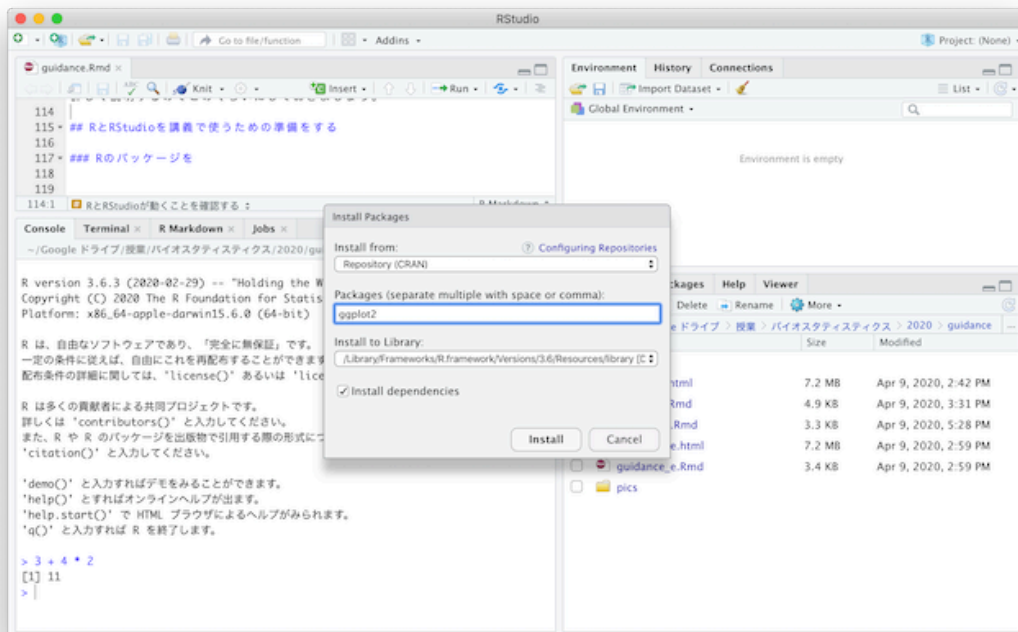 RStudio
Go to file/function
Addins
Project: (None)
guidance.Rmd
Knit
Insert
Run
114
115 ## RとRStudioを講義で使うための準備をする
116
117 ### Rのパッケージを
118
119
114:1 RとRStudioが動くことを確認する
R Markdown
Console Terminal R Markdown Jobs
~/Google ドライブ/授業/バイオスタティスティクス/2020/gui
R version 3.6.3 (2020-02-29) -- "Holding the W
Copyright (C) 2020 The R Foundation for Statis
Platform: x86_64-apple-darwin15.6.0 (64-bit)
R は、自由なソフトウェアであり、「完全に無保証」です。
一定の条件に従えば、自由にこれを再配布することができます
配布条件の詳細に関しては、'license()' あるいは 'lice
R は多くの貢献者による共同プロジェクトです。
詳しくは 'contributors()' と入力してください。
また、R や R のパッケージを出版物で引用する際の形式につ
'citation()' と入力してください。
'demo()' と入力すればデモをみることができます。
'help()' とすればオンラインヘルプが出ます。
'help.start()' で HTML ブラウザによるヘルプがみられます。
'q()' と入力すれば R を終了します。
> 3 + 4 * 2
[1] 11
>
Install Packages
Install from:
? Configuring Repositories
Repository (CRAN)
Packages (separate multiple with space or comma):
ggplot2
Install to Library:
/Library/Frameworks/R.framework/Versions/3.6/Resources/library [D
Install dependencies
Install
Cancel
Environment History Connections
Import Dataset
List
Global Environment
Environment is empty
kages Help Viewer
Delete Rename More
e ドライブ > 授業 > バイオスタティスティクス > 2020 > guidance
Size Modified
html 7.2 MB Apr 9, 2020, 2:42 PM
Rmd 4.9 KB Apr 9, 2020, 3:31 PM
.Rmd 3.3 KB Apr 9, 2020, 5:28 PM
e.html 7.2 MB Apr 9, 2020, 2:59 PM
guidance_e.Rmd 3.4 KB Apr 9, 2020, 2:59 PM
pics